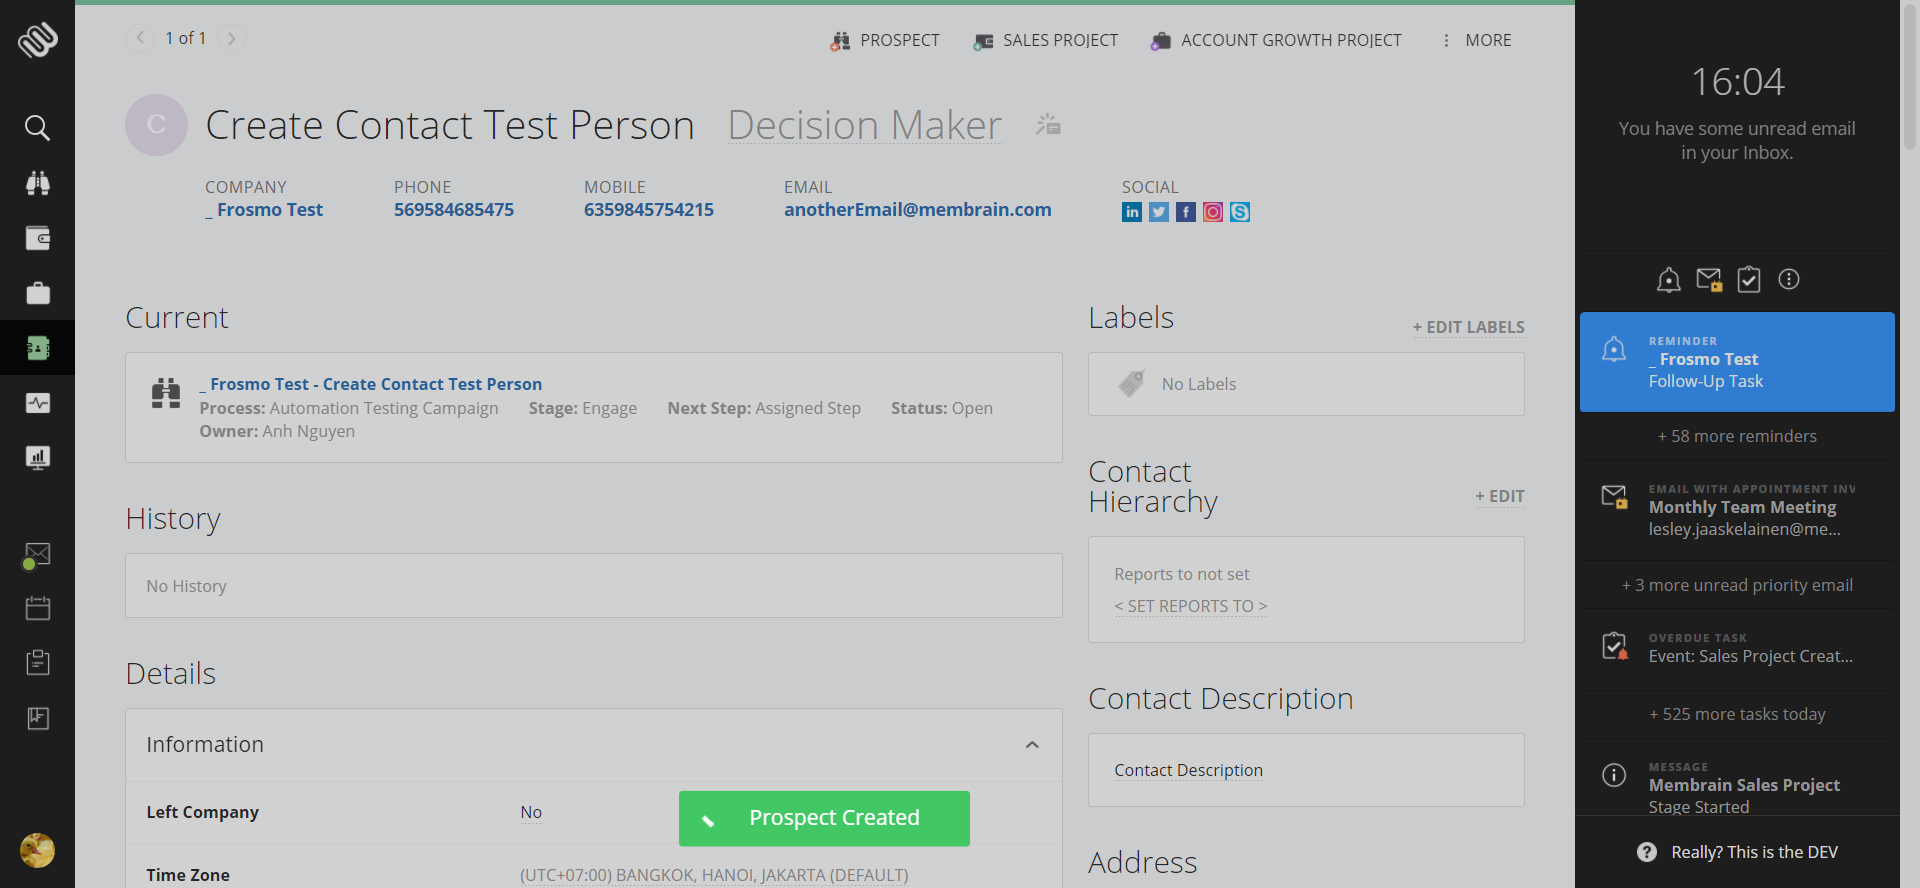 1 of 1
PROSPECT
SALES PROJECT
ACCOUNT GROWTH PROJECT
MORE
C
Create Contact Test Person
Decision Maker
COMPANY
_ Frosmo Test
PHONE
569584685475
MOBILE
6359845754215
EMAIL
anotherEmail@membrain.com
SOCIAL
Current
_ Frosmo Test - Create Contact Test Person
Process: Automation Testing Campaign Stage: Engage Next Step: Assigned Step Status: Open
Owner: Anh Nguyen
History
No History
Details
Information
Left Company No
Prospect Created
Time Zone (UTC+07:00) BANGKOK, HANOI, JAKARTA (DEFAULT)
Labels
+ EDIT LABELS
No Labels
Contact
Hierarchy
+ EDIT
Reports to not set
< SET REPORTS TO >
Contact Description
Contact Description
Address
16:04
You have some unread email
in your Inbox.
REMINDER
_ Frosmo Test
Follow-Up Task
+ 58 more reminders
EMAIL WITH APPOINTMENT INV
Monthly Team Meeting
lesley.jaaskelainen@me...
+ 3 more unread priority email
OVERDUE TASK
Event: Sales Project Creat...
+ 525 more tasks today
MESSAGE
Membrain Sales Project
Stage Started
Really? This is the DEV